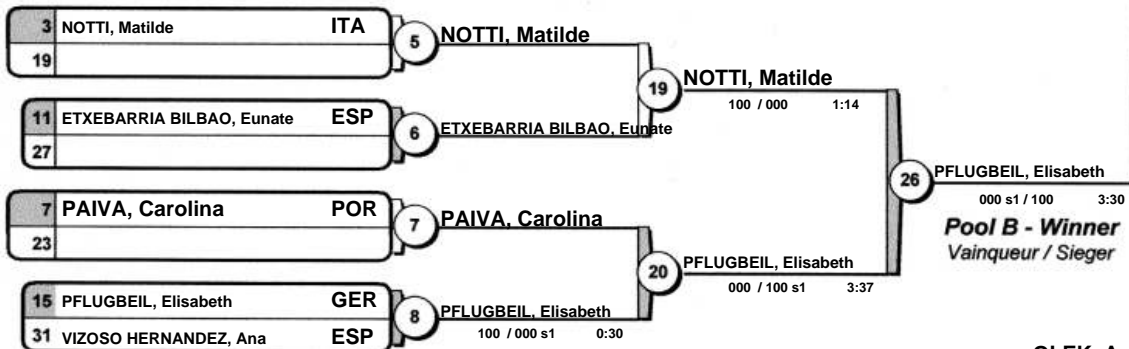 3 NOTTI, Matilde ITA
19
5 NOTTI, Matilde
19 NOTTI, Matilde
100 / 000 1:14
11 ETXEBARRIA BILBAO, Eunate ESP
27
6 ETXEBARRIA BILBAO, Eunate
26 PFLUGBEIL, Elisabeth
000 s1 / 100 3:30
Pool B - Winner
Vainqueur / Sieger
7 PAIVA, Carolina POR
23
7 PAIVA, Carolina
20 PFLUGBEIL, Elisabeth
000 / 100 s1 3:37
15 PFLUGBEIL, Elisabeth GER
31 VIZOSO HERNANDEZ, Ana ESP
8 PFLUGBEIL, Elisabeth
100 / 000 s1 0:30